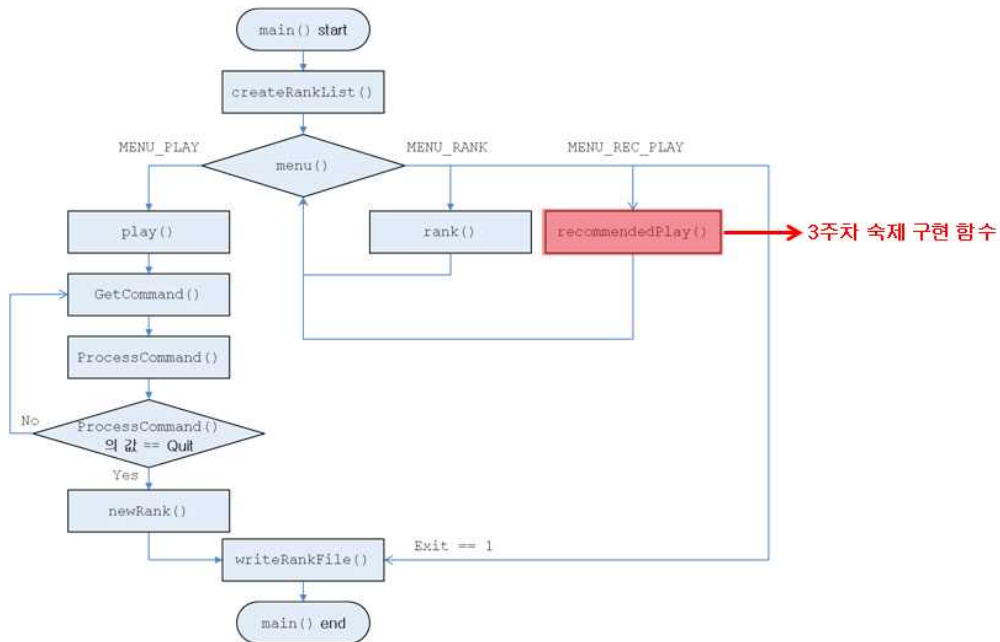 main() start
createRankList()
MENU_PLAY
menu()
MENU_RANK
MENU_REC_PLAY
play()
rank()
recommendedPlay()
3주차 숙제 구현 함수
GetCommand()
ProcessCommand()
No
ProcessCommand()
의 값 == Quit
Yes
newRank()
writeRankFile()
Exit == 1
main() end